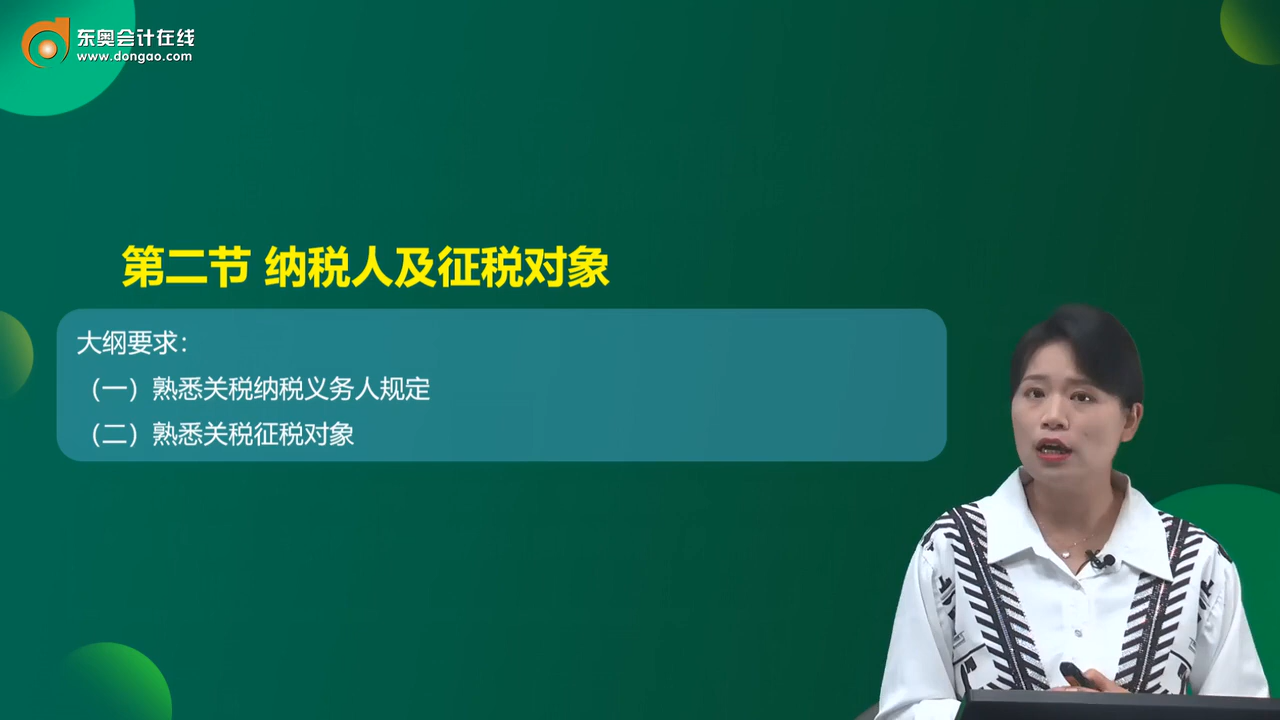 东奥会计在线
www.dongao.com
第二节 纳税人及征税对象
大纲要求：
（一）熟悉关税纳税义务人规定
（二）熟悉关税征税对象